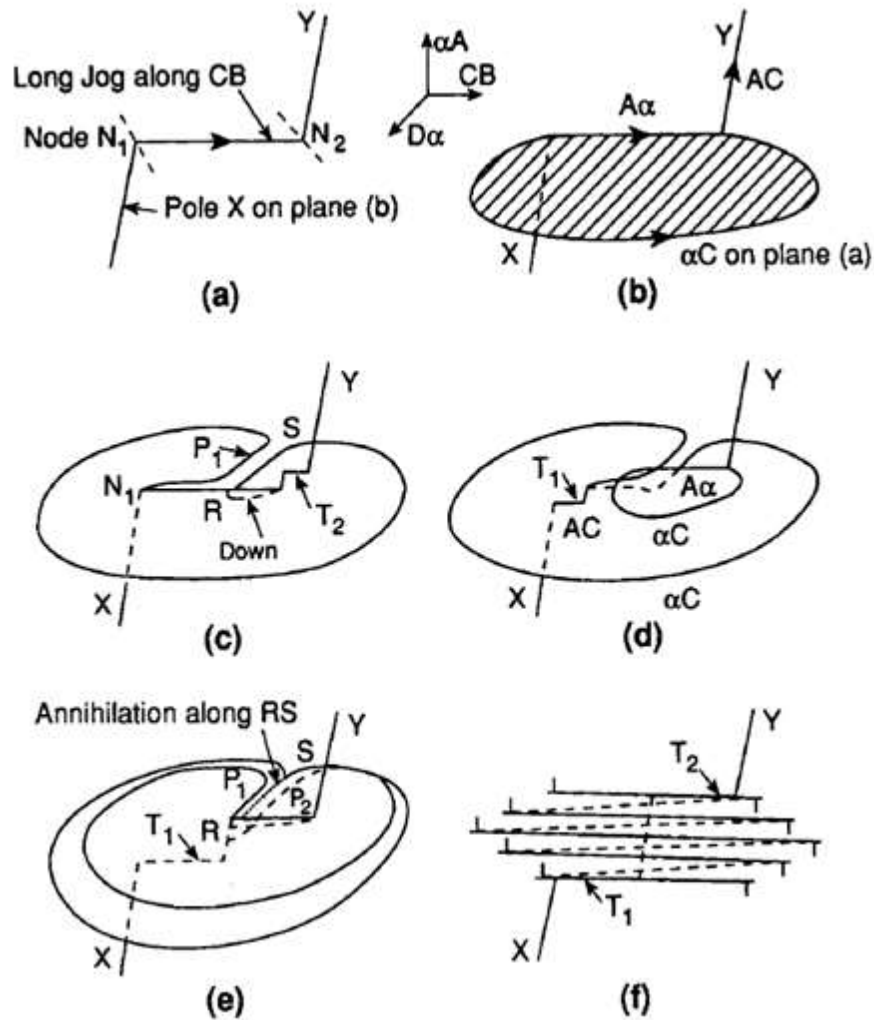 Y
αA
CB
Dα
Long Jog along CB
Node N₁
N₂
Pole X on plane (b)
(a)
Y
AC
Aα
X
αC on plane (a)
(b)
Y
S
P₁
N₁
R
T₂
Down
X
(c)
Y
T₁
Aα
AC
αC
X
αC
(d)
Annihilation along RS
Y
S
P₁
P₂
R
T₁
X
(e)
Y
T₂
T₁
X
(f)